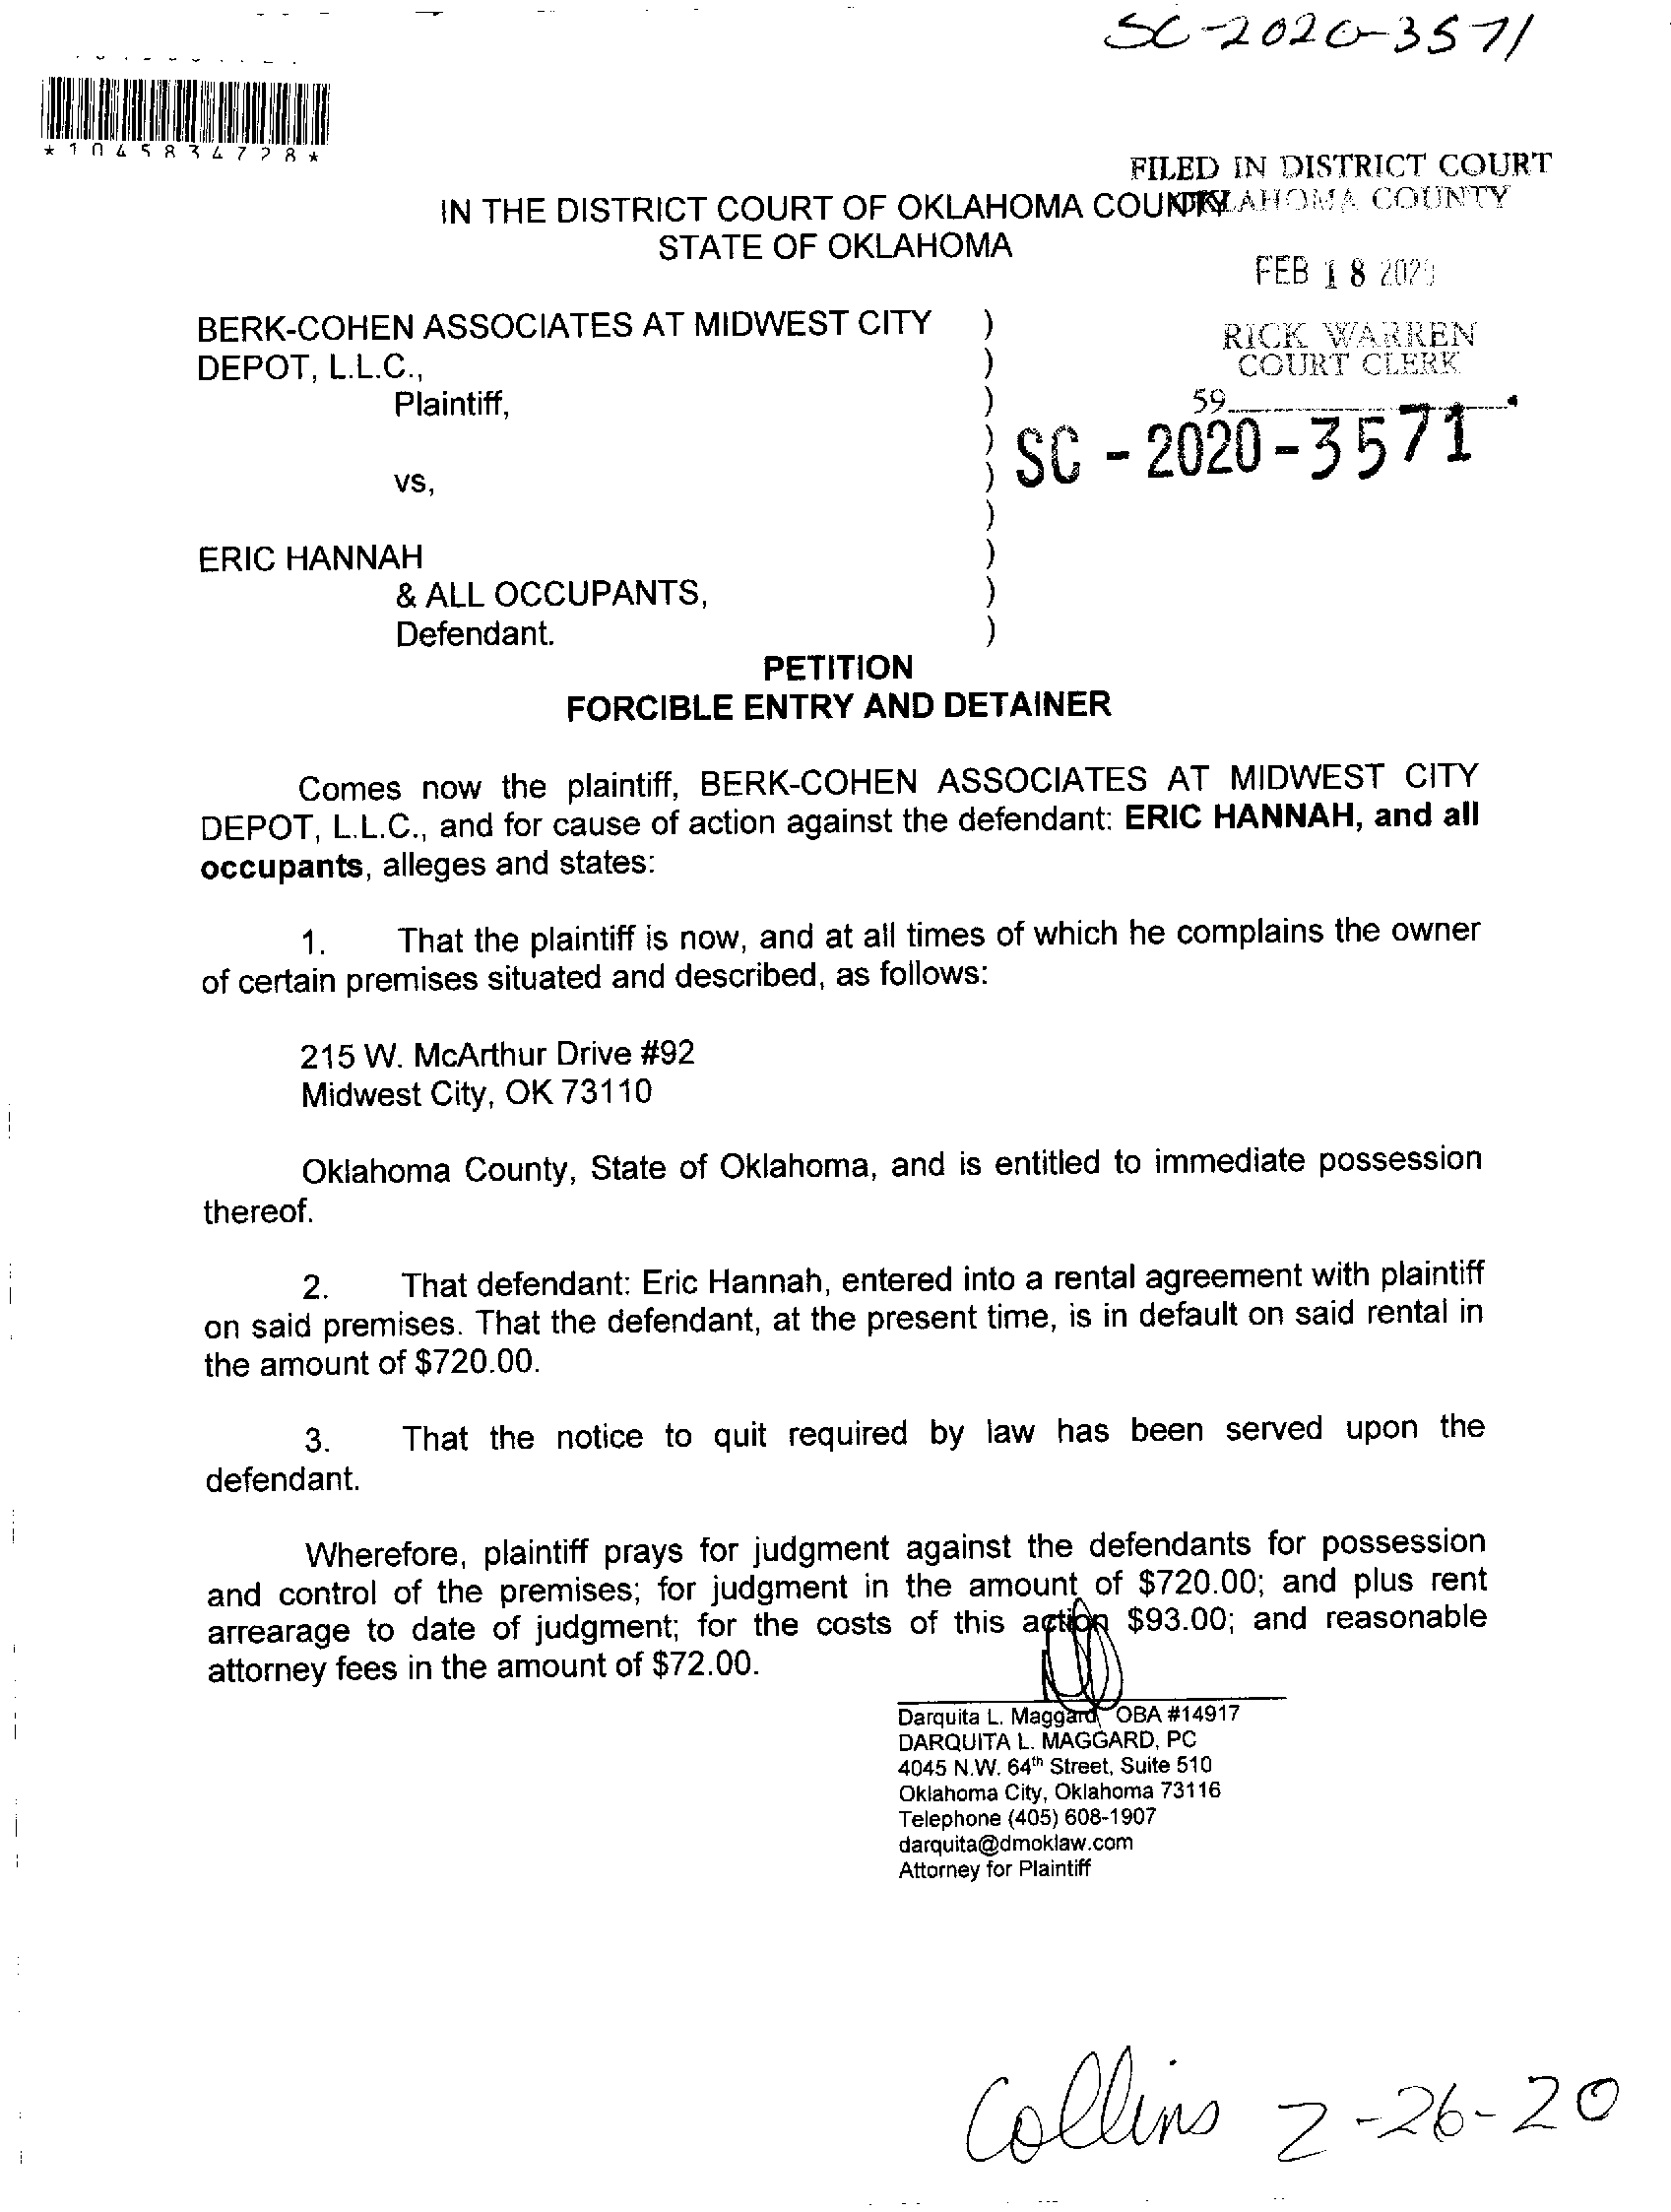 SC-2020-3571
*1045834728*
FILED IN DISTRICT COURT
OKLAHOMA COUNTY
IN THE DISTRICT COURT OF OKLAHOMA COUNTY
STATE OF OKLAHOMA
FEB 18 2020
RICK WARREN
COURT CLERK
59
SC - 2020-3571
BERK-COHEN ASSOCIATES AT MIDWEST CITY )
DEPOT, L.L.C., )
Plaintiff, )
)
vs, )
)
ERIC HANNAH )
& ALL OCCUPANTS, )
Defendant. )
PETITION
FORCIBLE ENTRY AND DETAINER
Comes now the plaintiff, BERK-COHEN ASSOCIATES AT MIDWEST CITY
DEPOT, L.L.C., and for cause of action against the defendant: ERIC HANNAH, and all
occupants, alleges and states:
1. That the plaintiff is now, and at all times of which he complains the owner
of certain premises situated and described, as follows:
215 W. McArthur Drive #92
Midwest City, OK 73110
Oklahoma County, State of Oklahoma, and is entitled to immediate possession
thereof.
2. That defendant: Eric Hannah, entered into a rental agreement with plaintiff
on said premises. That the defendant, at the present time, is in default on said rental in
the amount of $720.00.
3. That the notice to quit required by law has been served upon the
defendant.
Wherefore, plaintiff prays for judgment against the defendants for possession
and control of the premises; for judgment in the amount of $720.00; and plus rent
arrearage to date of judgment; for the costs of this action $93.00; and reasonable
attorney fees in the amount of $72.00.
Darquita L. Maggard OBA #14917
DARQUITA L. MAGGARD, PC
4045 N.W. 64th Street, Suite 510
Oklahoma City, Oklahoma 73116
Telephone (405) 608-1907
darquita@dmoklaw.com
Attorney for Plaintiff
Collins 2-26-20